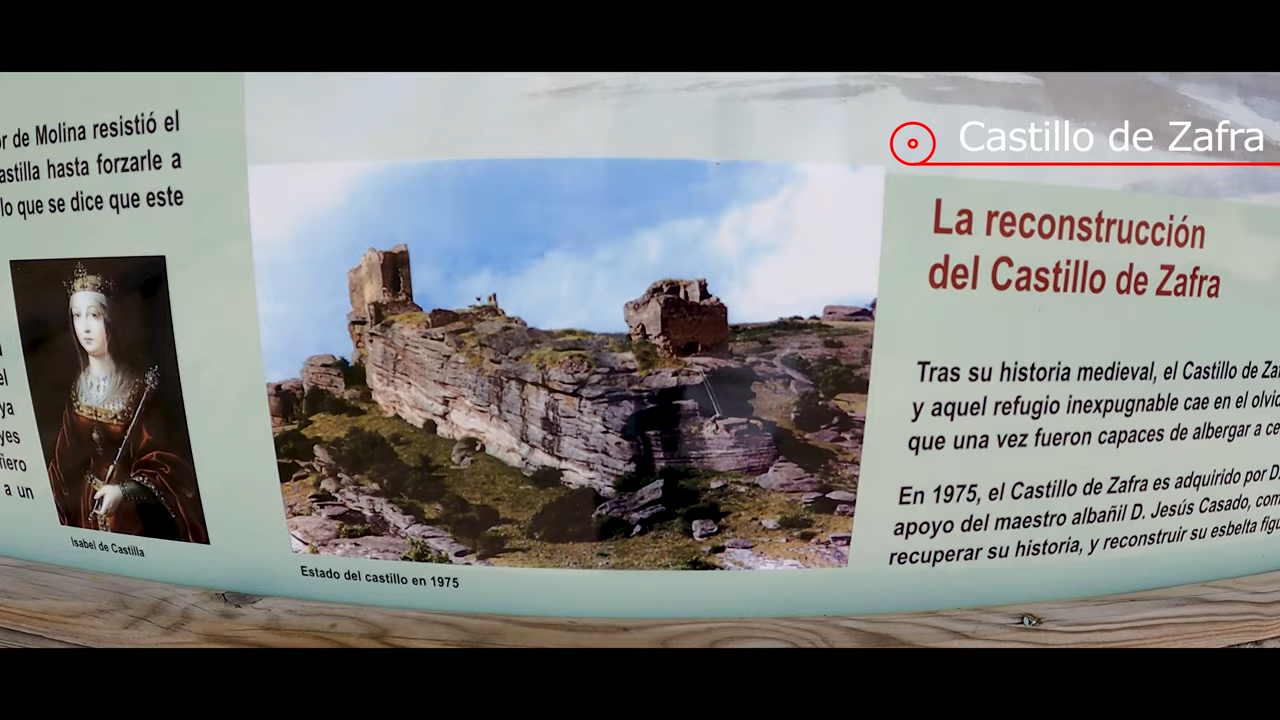 or de Molina resistió el
astilla hasta forzarle a
lo que se dice que este
el
ya
yes
ñero
a un
Isabel de Castilla
Estado del castillo en 1975
Castillo de Zafra
La reconstrucción
del Castillo de Zafra
Tras su historia medieval, el Castillo de Za
y aquel refugio inexpugnable cae en el olvid
que una vez fueron capaces de albergar a ce
En 1975, el Castillo de Zafra es adquirido por D.
apoyo del maestro albañil D. Jesús Casado, con
recuperar su historia, y reconstruir su esbelta figu